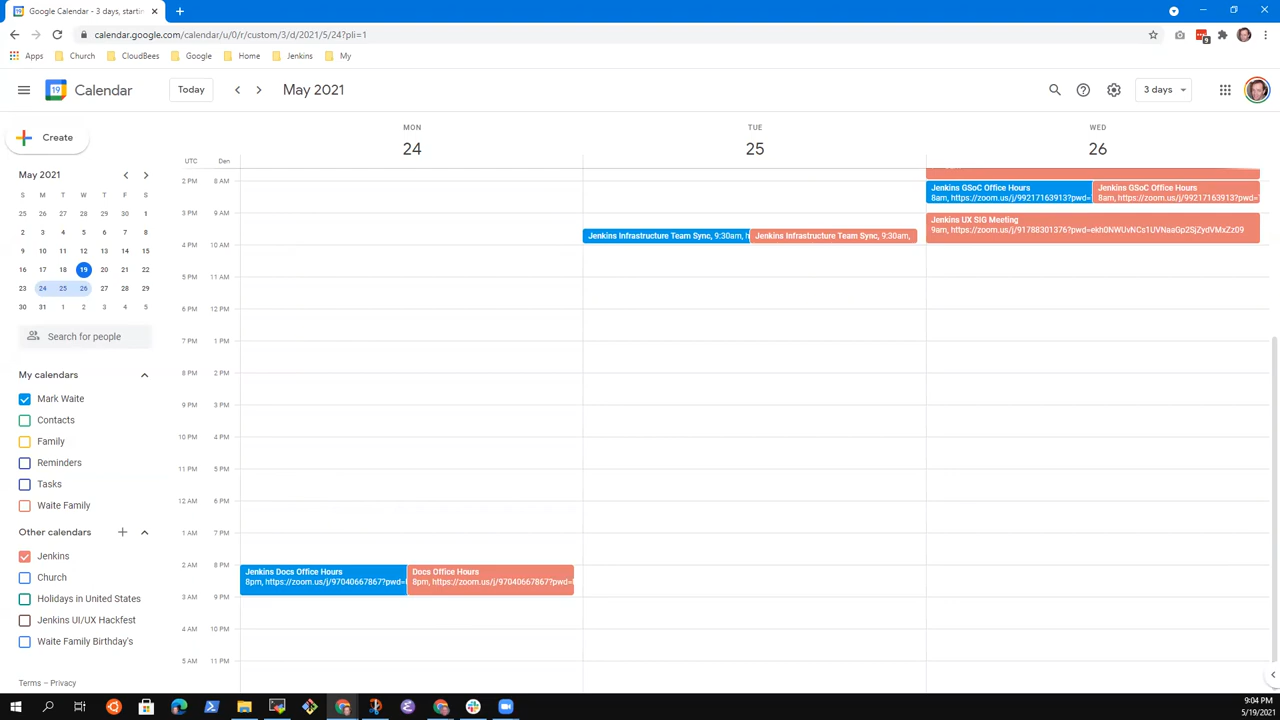 Google Calendar - 3 days, startin
calendar.google.com/calendar/u/0/r/custom/3/d/2021/5/24?pli=1
9
Apps Church CloudBees Google Home Jenkins My
19 Calendar Today May 2021 3 days
Create
MON TUE WED
24 25 26
UTC Den
May 2021
S M T W T F S
25 26 27 28 29 30 1
2 3 4 5 6 7 8
9 10 11 12 13 14 15
16 17 18 19 20 21 22
23 24 25 26 27 28 29
30 31 1 2 3 4 5
Search for people
My calendars
Mark Waite
Contacts
Family
Reminders
Tasks
Waite Family
Other calendars
Jenkins
Church
Holidays in United States
Jenkins UI/UX Hackfest
Waite Family Birthday's
Terms – Privacy
2 PM 8 AM
3 PM 9 AM
4 PM 10 AM
5 PM 11 AM
6 PM 12 PM
7 PM 1 PM
8 PM 2 PM
9 PM 3 PM
10 PM 4 PM
11 PM 5 PM
12 AM 6 PM
1 AM 7 PM
2 AM 8 PM
3 AM 9 PM
4 AM 10 PM
5 AM 11 PM
Jenkins Docs Office Hours
8pm, https://zoom.us/j/97040667867?pwd=
Docs Office Hours
8pm, https://zoom.us/j/97040667867?pwd=
Jenkins Infrastructure Team Sync, 9:30am, h
Jenkins Infrastructure Team Sync, 9:30am,
Jenkins GSoC Office Hours
8am, https://zoom.us/j/99217163913?pwd=
Jenkins GSoC Office Hours
8am, https://zoom.us/j/99217163913?pwd=
Jenkins UX SIG Meeting
9am, https://zoom.us/j/91788301376?pwd=ekh0NWUvNCs1UVNaaGp2SjZydVMxZz09
9:04 PM
5/19/2021